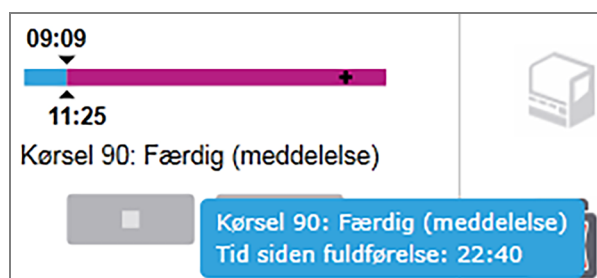 09:09
11:25
Kørsel 90: Færdig (meddelelse)
Kørsel 90: Færdig (meddelelse)
Tid siden fuldførelse: 22:40